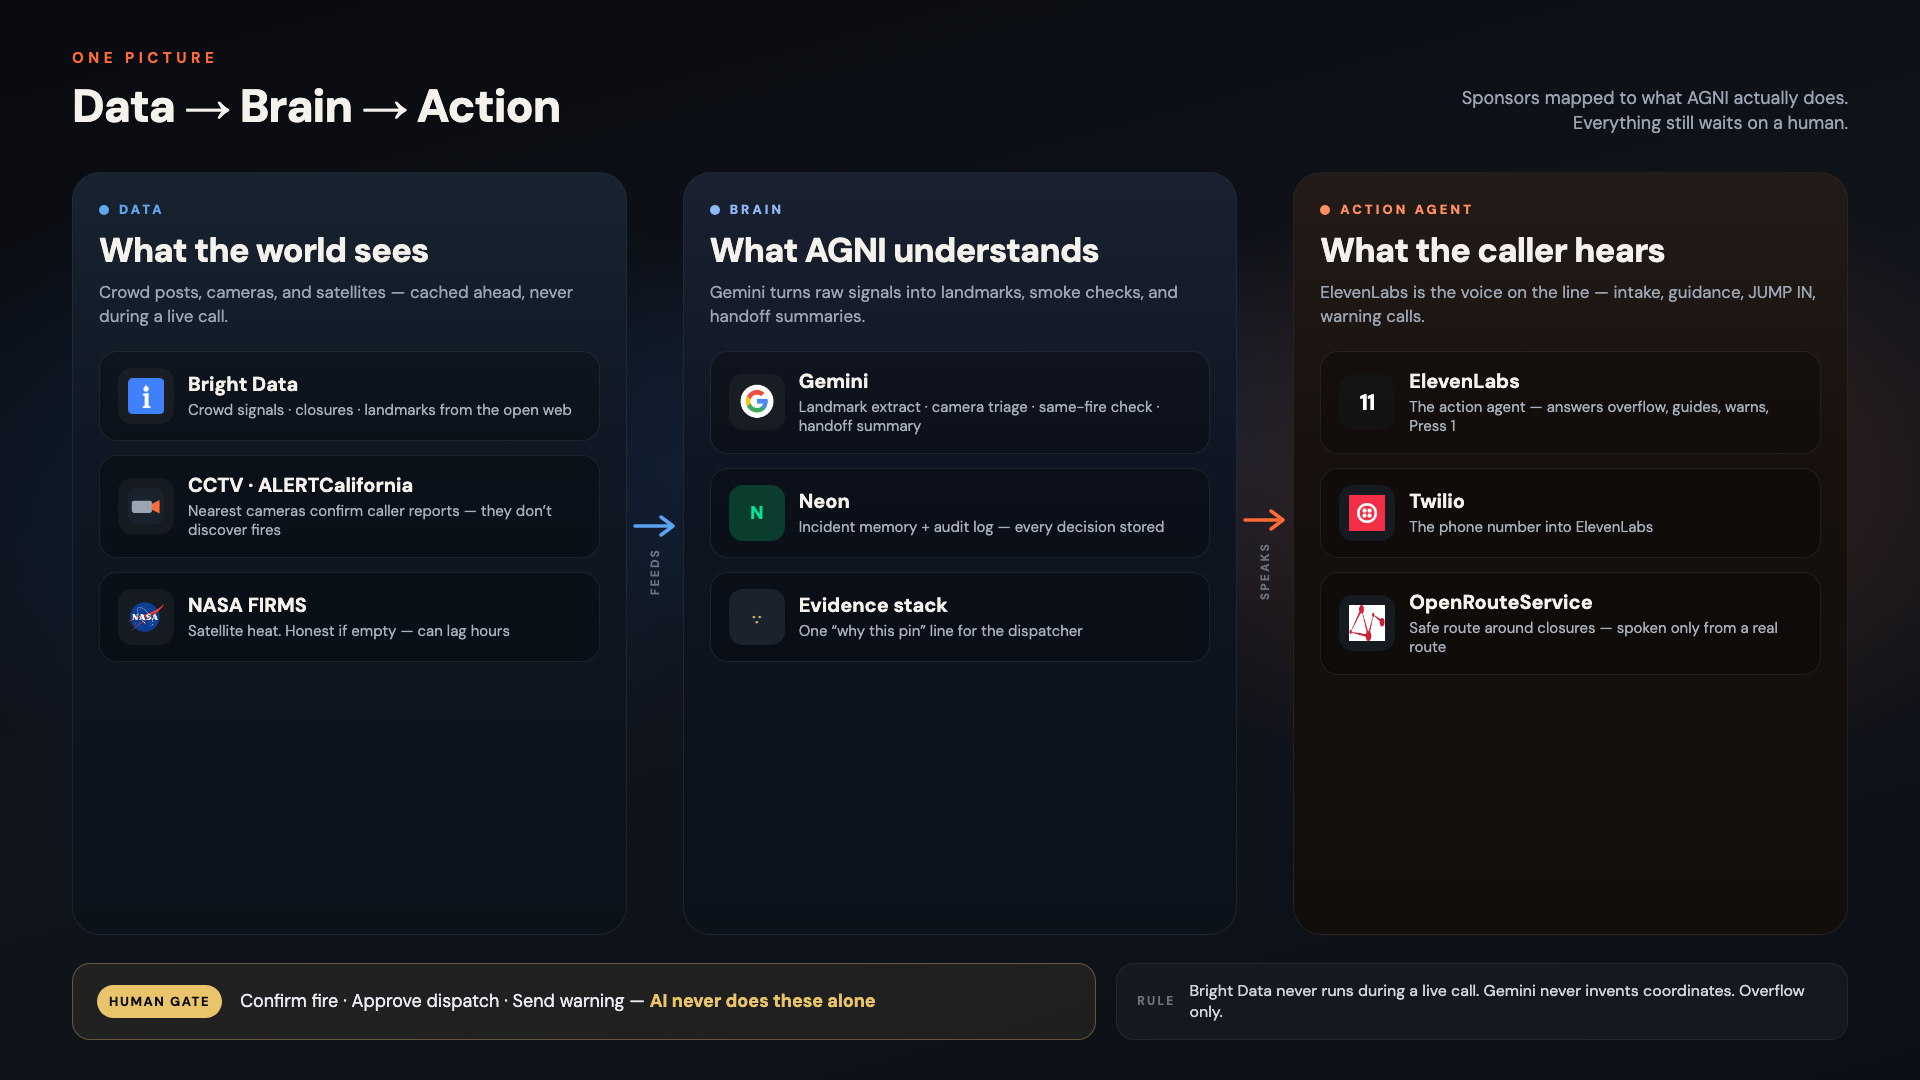 ONE PICTURE
Data → Brain → Action
Sponsors mapped to what AGNI actually does.
Everything still waits on a human.
DATA
What the world sees
Crowd posts, cameras, and satellites — cached ahead, never
during a live call.
i
Bright Data
Crowd signals · closures · landmarks from the open web
CCTV · ALERTCalifornia
Nearest cameras confirm caller reports — they don’t
discover fires
NASA
NASA FIRMS
Satellite heat. Honest if empty — can lag hours
FEEDS
BRAIN
What AGNI understands
Gemini turns raw signals into landmarks, smoke checks, and
handoff summaries.
G
Gemini
Landmark extract · camera triage · same-fire check ·
handoff summary
N
Neon
Incident memory + audit log — every decision stored
Evidence stack
One “why this pin” line for the dispatcher
SPEAKS
ACTION AGENT
What the caller hears
ElevenLabs is the voice on the line — intake, guidance, JUMP IN,
warning calls.
11
ElevenLabs
The action agent — answers overflow, guides, warns,
Press 1
Twilio
The phone number into ElevenLabs
OpenRouteService
Safe route around closures — spoken only from a real
route
HUMAN GATE
Confirm fire · Approve dispatch · Send warning — AI never does these alone
RULE
Bright Data never runs during a live call. Gemini never invents coordinates. Overflow
only.